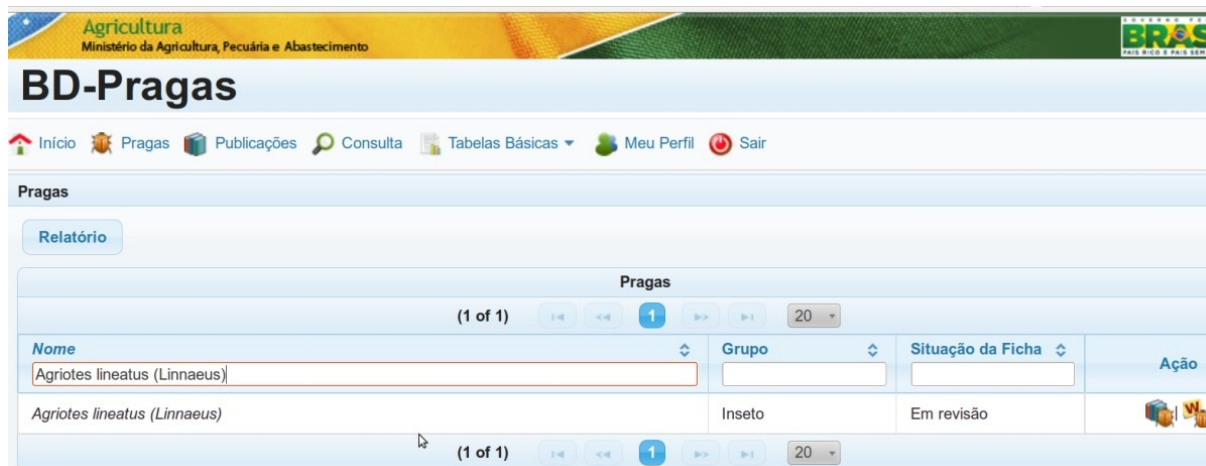 Agricultura
Ministério da Agricultura, Pecuária e Abastecimento
BD-Pragas
Início Pragas Publicações Consulta Tabelas Básicas Meu Perfil Sair
Pragas
Relatório
Pragas
(1 of 1) 1 20
Nome Grupo Situação da Ficha Ação
Agriotes lineatus (Linnaeus)
Agriotes lineatus (Linnaeus) Inseto Em revisão
(1 of 1) 1 20